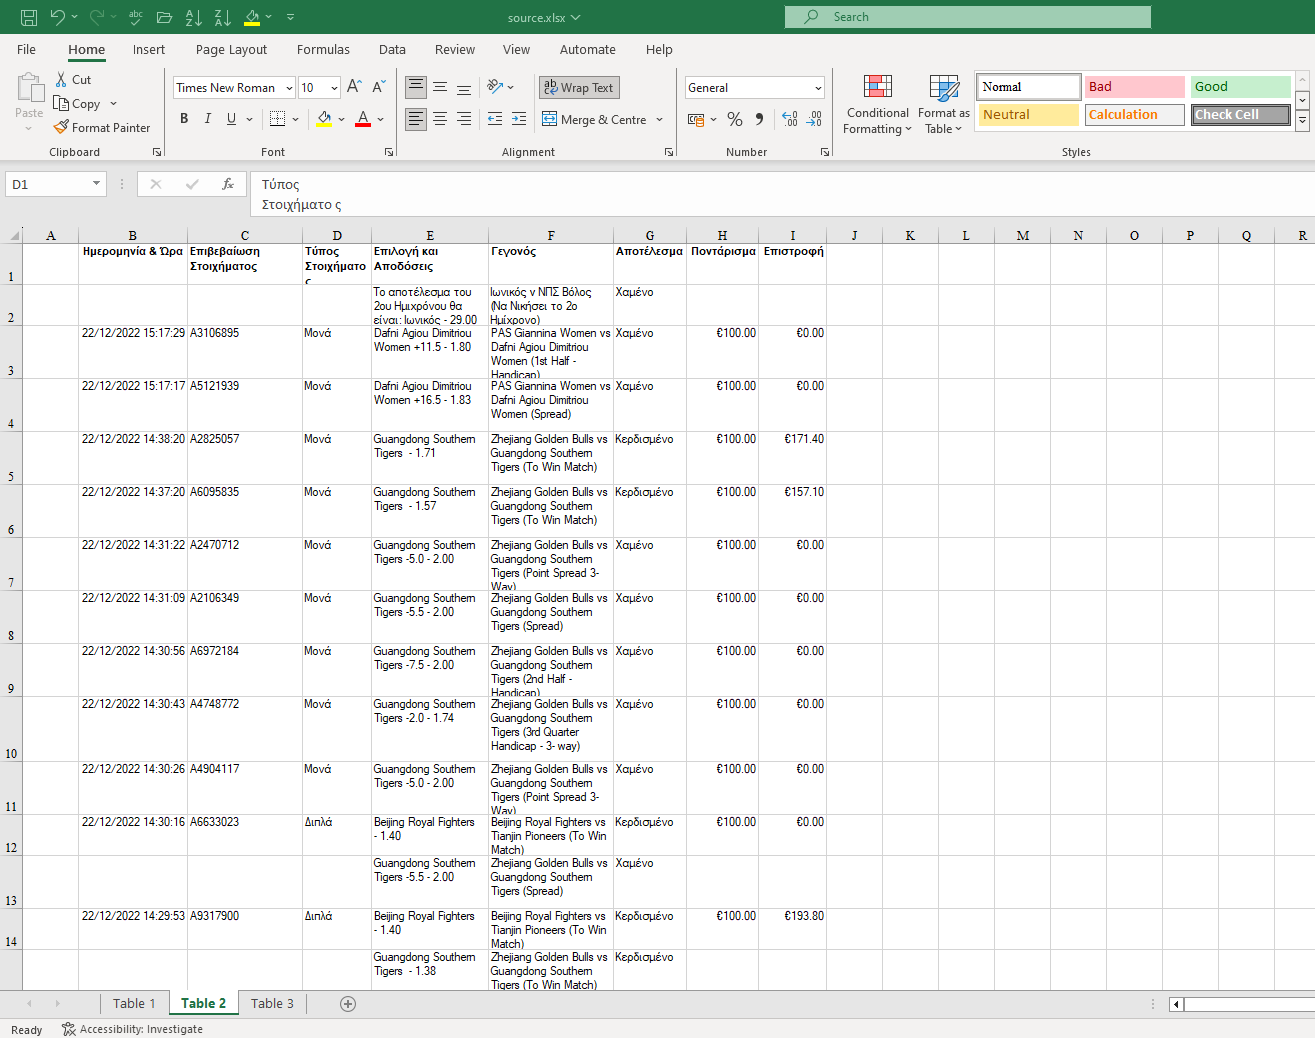 source.xlsx
Search
File Home Insert Page Layout Formulas Data Review View Automate Help
Paste
Cut
Copy
Format Painter
Clipboard
Times New Roman 10
B I U
Font
Wrap Text
Merge & Centre
Alignment
General
Number
Conditional Formatting
Format as Table
Normal Bad Good
Neutral Calculation Check Cell
Styles
D1
fx
Τύπος
Στοιχήματο ς
A B C D E F G H I J K L M N O P Q R
1 Ημερομηνία & Ώρα Επιβεβαίωση Στοιχήματος Τύπος Στοιχήματο ς Επιλογή και Αποδόσεις Γεγονός Αποτέλεσμα Ποντάρισμα Επιστροφή
2 Το αποτέλεσμα του 2ου Ημιχρόνου θα είναι: Ιωνικός - 29.00 Ιωνικός v ΝΠΣ Βόλος (Να Νικήσει το 2ο Ημίχρονο) Χαμένο
3 22/12/2022 15:17:29 A3106895 Μονά Dafni Agiou Dimitriou Women +11.5 - 1.80 PAS Giannina Women vs Dafni Agiou Dimitriou Women (1st Half - Handicap) Χαμένο €100.00 €0.00
4 22/12/2022 15:17:17 A5121939 Μονά Dafni Agiou Dimitriou Women +16.5 - 1.83 PAS Giannina Women vs Dafni Agiou Dimitriou Women (Spread) Χαμένο €100.00 €0.00
5 22/12/2022 14:38:20 A2825057 Μονά Guangdong Southern Tigers - 1.71 Zhejiang Golden Bulls vs Guangdong Southern Tigers (To Win Match) Κερδισμένο €100.00 €171.40
6 22/12/2022 14:37:20 A6095835 Μονά Guangdong Southern Tigers - 1.57 Zhejiang Golden Bulls vs Guangdong Southern Tigers (To Win Match) Κερδισμένο €100.00 €157.10
7 22/12/2022 14:31:22 A2470712 Μονά Guangdong Southern Tigers -5.0 - 2.00 Zhejiang Golden Bulls vs Guangdong Southern Tigers (Point Spread 3-Way) Χαμένο €100.00 €0.00
8 22/12/2022 14:31:09 A2106349 Μονά Guangdong Southern Tigers -5.5 - 2.00 Zhejiang Golden Bulls vs Guangdong Southern Tigers (Spread) Χαμένο €100.00 €0.00
9 22/12/2022 14:30:56 A6972184 Μονά Guangdong Southern Tigers -7.5 - 2.00 Zhejiang Golden Bulls vs Guangdong Southern Tigers (2nd Half - Handicap) Χαμένο €100.00 €0.00
10 22/12/2022 14:30:43 A4748772 Μονά Guangdong Southern Tigers -2.0 - 1.74 Zhejiang Golden Bulls vs Guangdong Southern Tigers (3rd Quarter Handicap - 3- way) Χαμένο €100.00 €0.00
11 22/12/2022 14:30:26 A4904117 Μονά Guangdong Southern Tigers -5.0 - 2.00 Zhejiang Golden Bulls vs Guangdong Southern Tigers (Point Spread 3-Way) Χαμένο €100.00 €0.00
12 22/12/2022 14:30:16 A6633023 Διπλά Beijing Royal Fighters - 1.40 Beijing Royal Fighters vs Tianjin Pioneers (To Win Match) Κερδισμένο €100.00 €0.00
13 Guangdong Southern Tigers -5.5 - 2.00 Zhejiang Golden Bulls vs Guangdong Southern Tigers (Spread) Χαμένο
14 22/12/2022 14:29:53 A9317900 Διπλά Beijing Royal Fighters - 1.40 Beijing Royal Fighters vs Tianjin Pioneers (To Win Match) Κερδισμένο €100.00 €193.80
Guangdong Southern Tigers - 1.38 Zhejiang Golden Bulls vs Guangdong Southern Tigers (To Win Match) Κερδισμένο
Table 1 Table 2 Table 3
Ready Accessibility: Investigate